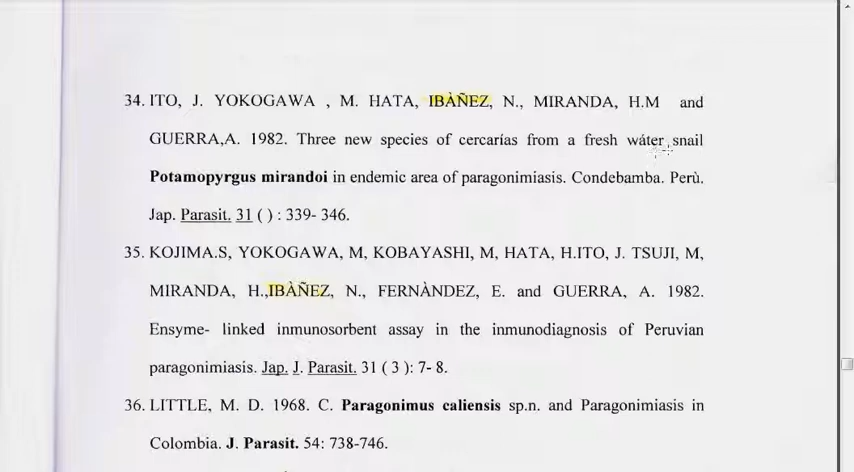 34. ITO, J. YOKOGAWA , M. HATA, IBÀÑEZ, N., MIRANDA, H.M and
GUERRA,A. 1982. Three new species of cercarías from a fresh wáter snail
Potamopyrgus mirandoi in endemic area of paragonimiasis. Condebamba. Perù.
Jap. Parasit. 31 ( ) : 339- 346.
35. KOJIMA.S, YOKOGAWA, M, KOBAYASHI, M, HATA, H.ITO, J. TSUJI, M,
MIRANDA, H.,IBÀÑEZ, N., FERNÀNDEZ, E. and GUERRA, A. 1982.
Ensyme- linked inmunosorbent assay in the inmunodiagnosis of Peruvian
paragonimiasis. Jap. J. Parasit. 31 ( 3 ): 7- 8.
36. LITTLE, M. D. 1968. C. Paragonimus caliensis sp.n. and Paragonimiasis in
Colombia. J. Parasit. 54: 738-746.